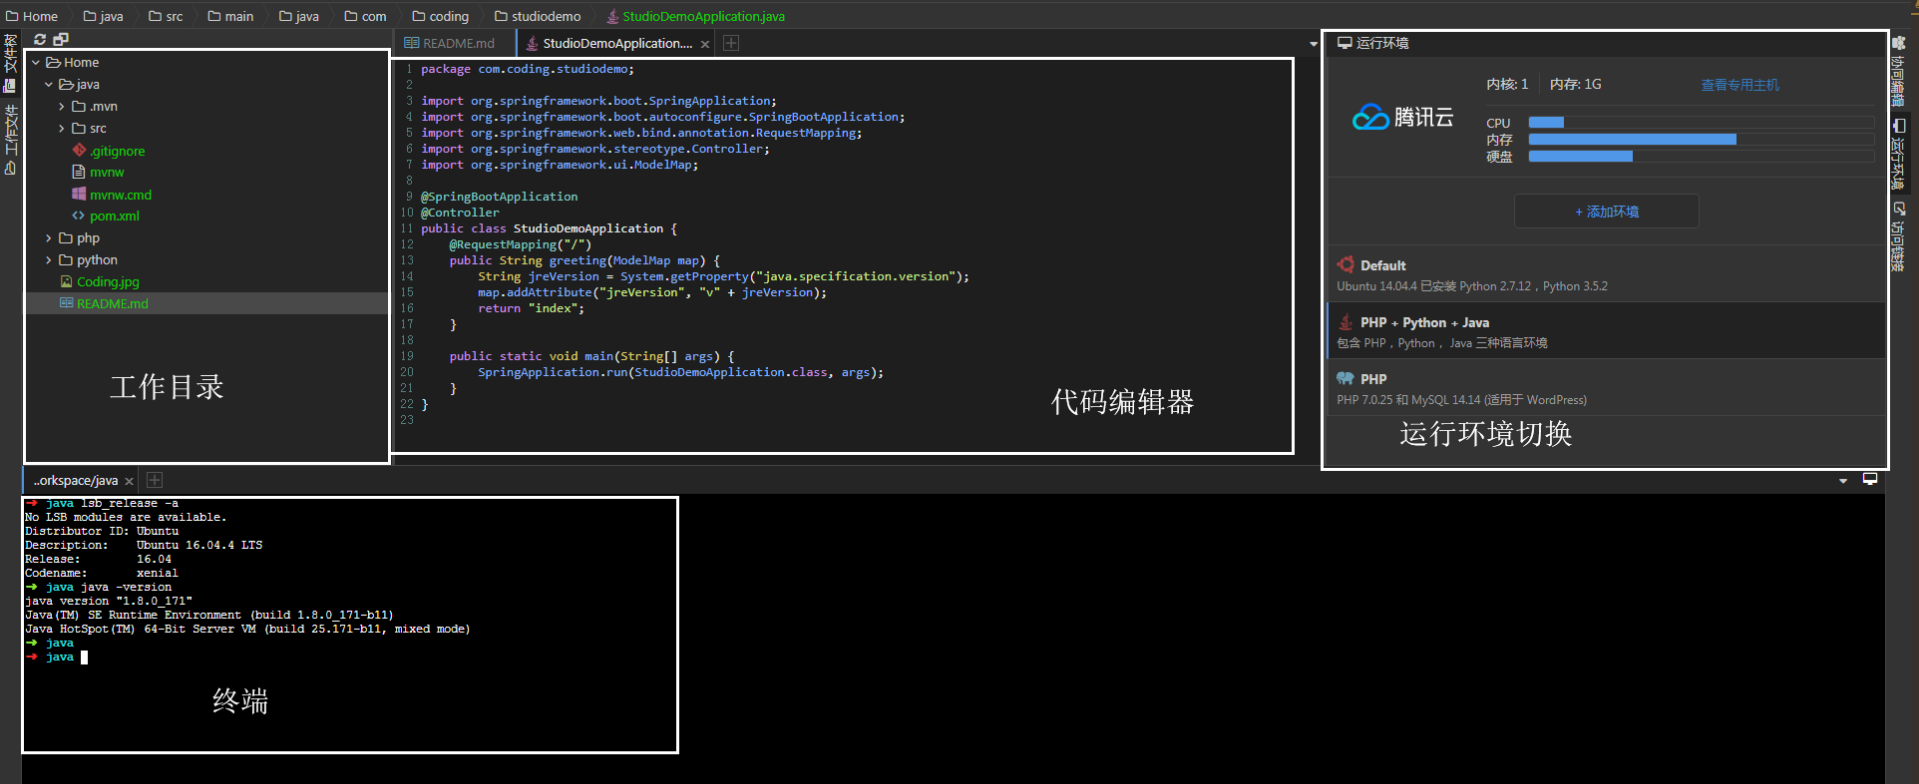 Home java src main java com coding studiodemo StudioDemoApplication.java
文件树
工作文件
Home
java
.mvn
src
.gitignore
mvnw
mvnw.cmd
pom.xml
php
python
Coding.jpg
README.md
工作目录
README.md StudioDemoApplication....
1 package com.coding.studiodemo;
2
3 import org.springframework.boot.SpringApplication;
4 import org.springframework.boot.autoconfigure.SpringBootApplication;
5 import org.springframework.web.bind.annotation.RequestMapping;
6 import org.springframework.stereotype.Controller;
7 import org.springframework.ui.ModelMap;
8
9 @SpringBootApplication
10 @Controller
11 public class StudioDemoApplication {
12 @RequestMapping("/")
13 public String greeting(ModelMap map) {
14 String jreVersion = System.getProperty("java.specification.version");
15 map.addAttribute("jreVersion", "v" + jreVersion);
16 return "index";
17 }
18
19 public static void main(String[] args) {
20 SpringApplication.run(StudioDemoApplication.class, args);
21 }
22 }
23
代码编辑器
运行环境
内核: 1 内存: 1G 查看专用主机
腾讯云
CPU
内存
硬盘
+ 添加环境
Default
Ubuntu 14.04.4 已安装 Python 2.7.12，Python 3.5.2
PHP + Python + Java
包含 PHP，Python， Java 三种语言环境
PHP
PHP 7.0.25 和 MySQL 14.14 (适用于 WordPress)
运行环境切换
协同编辑
运行环境
访问链接
..orkspace/java
➜ java lsb_release -a
No LSB modules are available.
Distributor ID: Ubuntu
Description: Ubuntu 16.04.4 LTS
Release: 16.04
Codename: xenial
➜ java java -version
java version "1.8.0_171"
Java(TM) SE Runtime Environment (build 1.8.0_171-b11)
Java HotSpot(TM) 64-Bit Server VM (build 25.171-b11, mixed mode)
➜ java
➜ java
终端